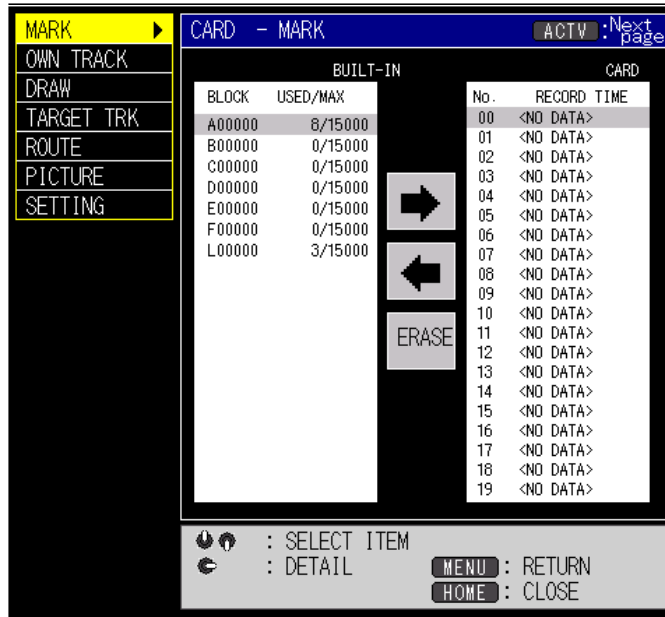 MARK
OWN TRACK
DRAW
TARGET TRK
ROUTE
PICTURE
SETTING
CARD - MARK
ACTV :Next page
BUILT-IN
BLOCK USED/MAX
A00000 8/15000
B00000 0/15000
C00000 0/15000
D00000 0/15000
E00000 0/15000
F00000 0/15000
L00000 3/15000
ERASE
CARD
No. RECORD TIME
00 <NO DATA>
01 <NO DATA>
02 <NO DATA>
03 <NO DATA>
04 <NO DATA>
05 <NO DATA>
06 <NO DATA>
07 <NO DATA>
08 <NO DATA>
09 <NO DATA>
10 <NO DATA>
11 <NO DATA>
12 <NO DATA>
13 <NO DATA>
14 <NO DATA>
15 <NO DATA>
16 <NO DATA>
17 <NO DATA>
18 <NO DATA>
19 <NO DATA>
: SELECT ITEM
: DETAIL
MENU : RETURN
HOME : CLOSE